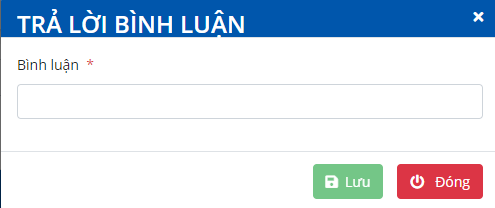 TRẢ LỜI BÌNH LUẬN
Bình luận *
Lưu
Đóng